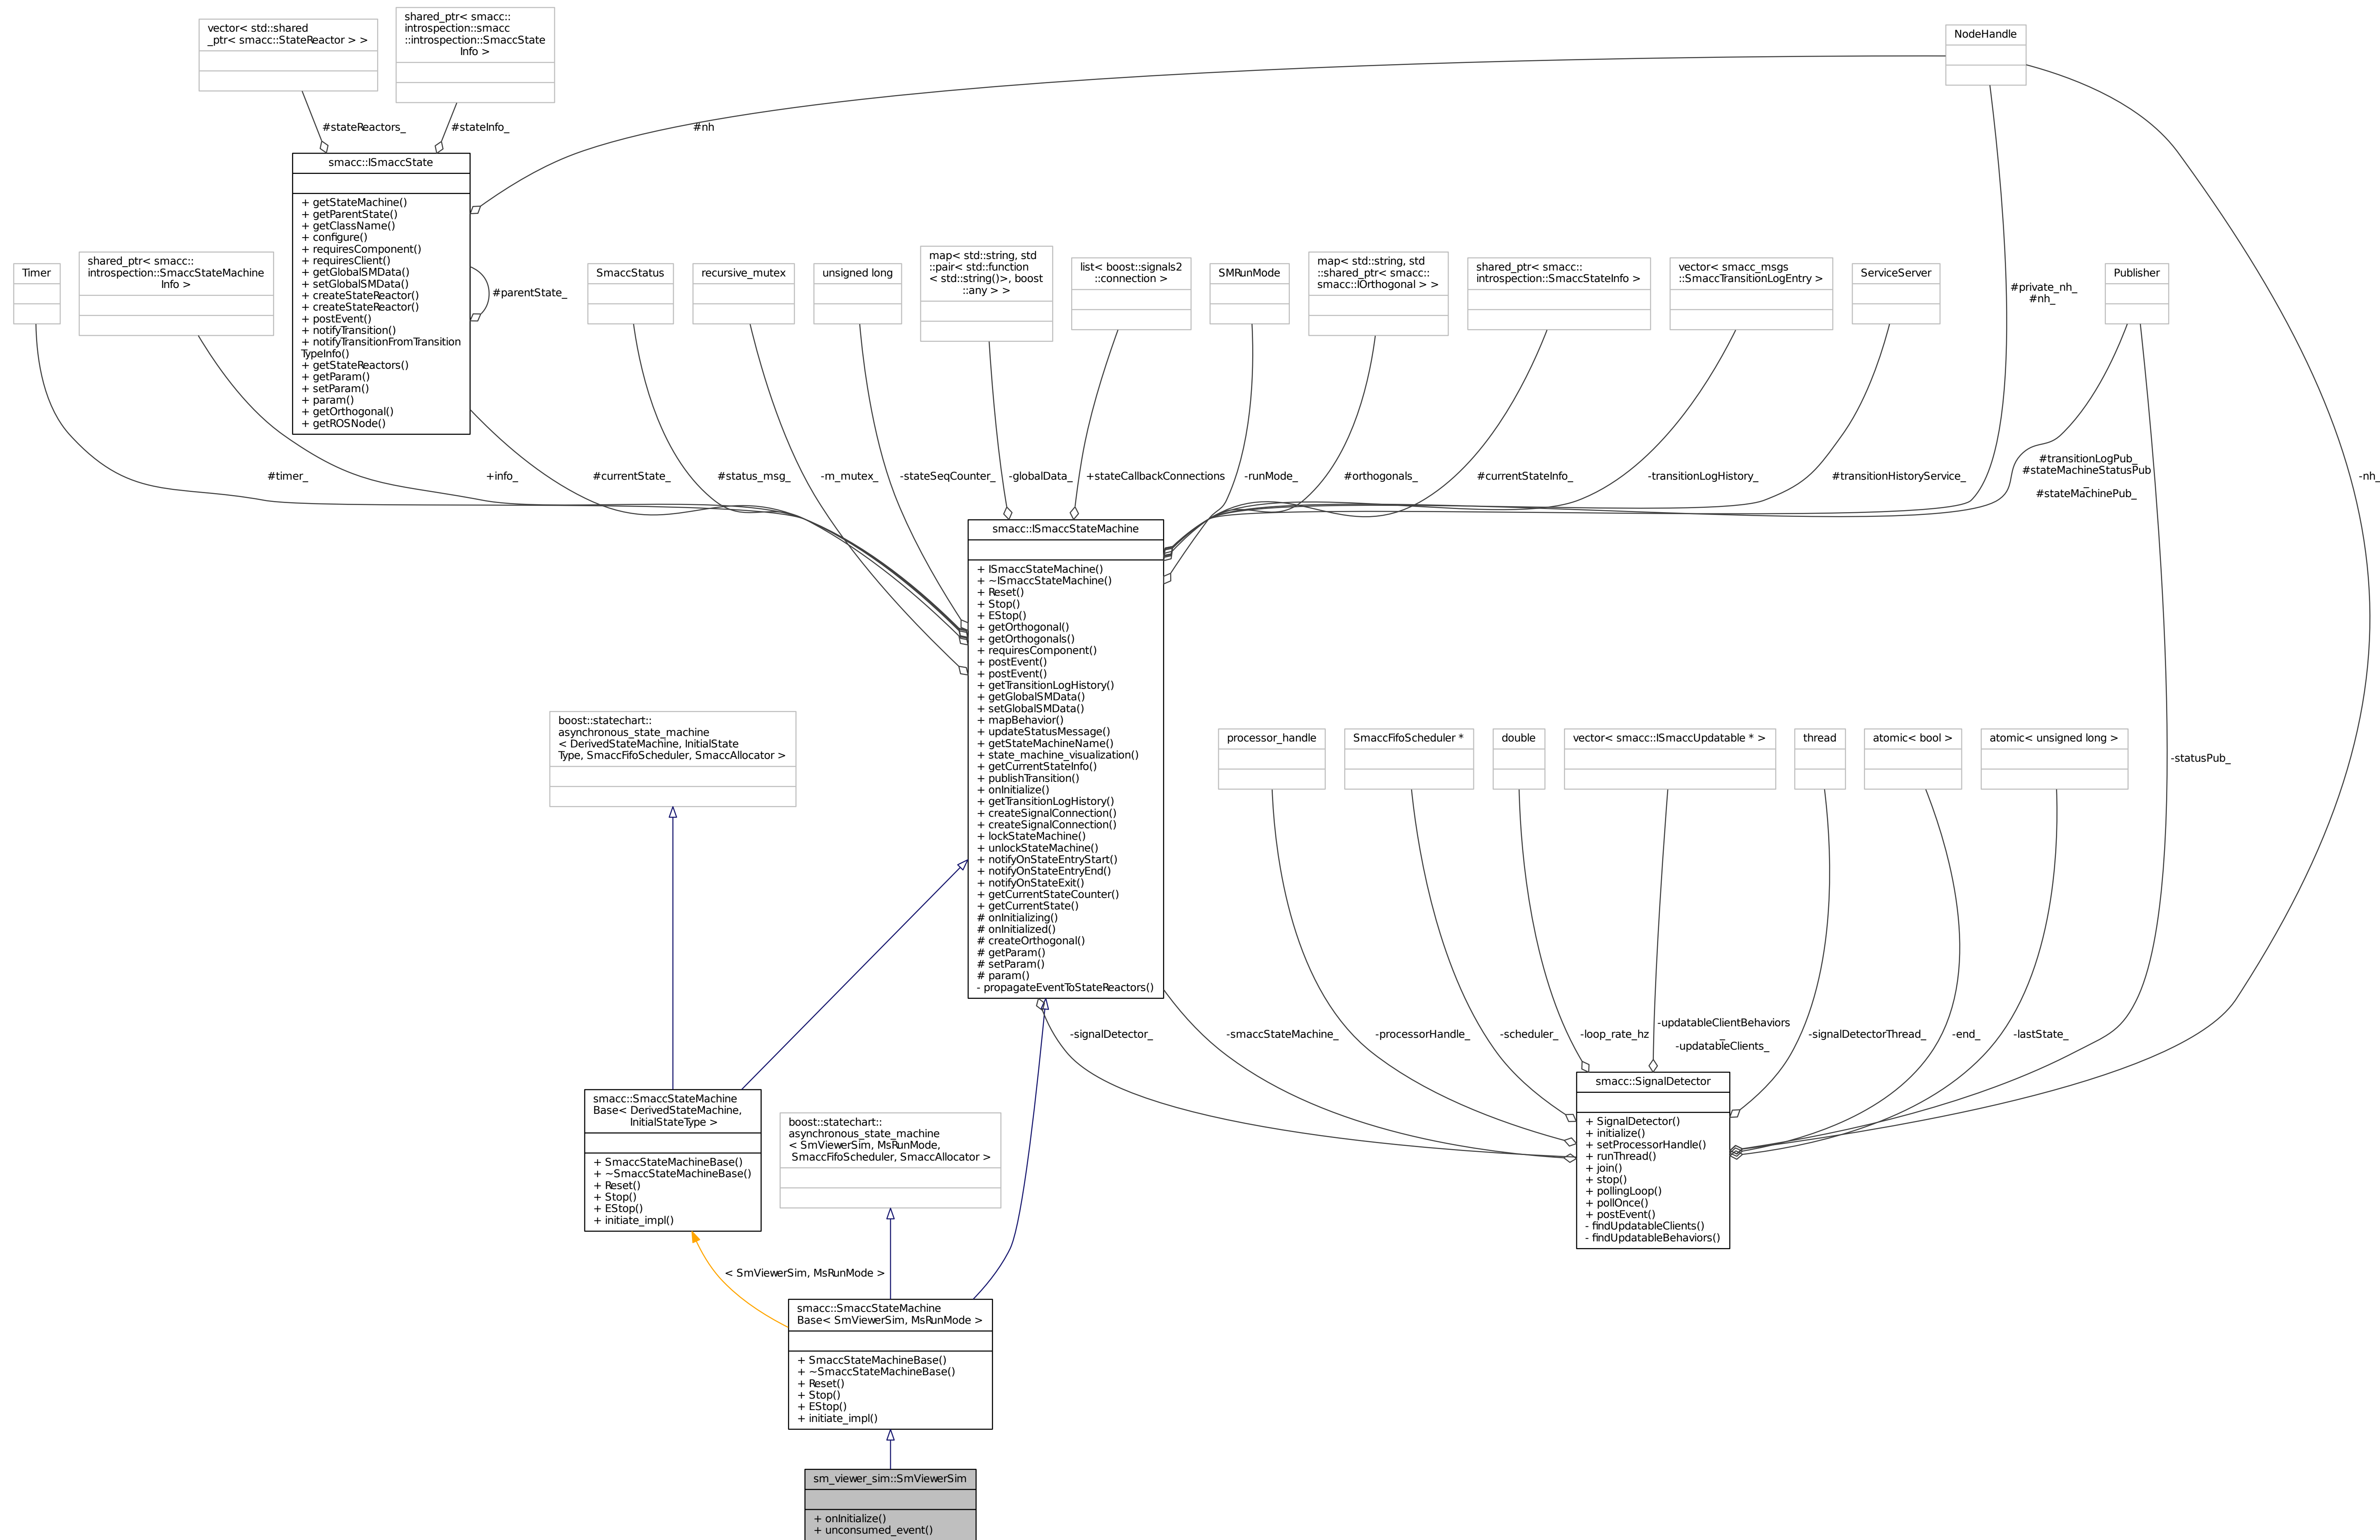 vector< std::shared
_ptr< smacc::StateReactor > >
shared_ptr< smacc::
introspection::smacc
::introspection::SmaccState
Info >
NodeHandle
#stateReactors_
#stateInfo_
#nh
smacc::ISmaccState
+ getStateMachine()
+ getParentState()
+ getClassName()
+ configure()
+ requiresComponent()
+ requiresClient()
+ getGlobalSMData()
+ setGlobalSMData()
+ createStateReactor()
+ createStateReactor()
+ postEvent()
+ notifyTransition()
+ notifyTransitionFromTransition
TypeInfo()
+ getStateReactors()
+ getParam()
+ setParam()
+ param()
+ getOrthogonal()
+ getROSNode()
#parentState_
Timer
shared_ptr< smacc::
introspection::SmaccStateMachine
Info >
SmaccStatus
recursive_mutex
unsigned long
map< std::string, std
::pair< std::function
< std::string()>, boost
::any > >
list< boost::signals2
::connection >
SMRunMode
map< std::string, std
::shared_ptr< smacc::
smacc::IOrthogonal > >
shared_ptr< smacc::
introspection::SmaccStateInfo >
vector< smacc_msgs
::SmaccTransitionLogEntry >
ServiceServer
#private_nh_
#nh_
Publisher
#timer_
+info_
#currentState_
#status_msg_
-m_mutex_
-stateSeqCounter_
-globalData_
+stateCallbackConnections
-runMode_
#orthogonals_
#currentStateInfo_
-transitionLogHistory_
#transitionHistoryService_
#transitionLogPub_
#stateMachineStatusPub
_
#stateMachinePub_
-nh_
smacc::ISmaccStateMachine
+ ISmaccStateMachine()
+ ~ISmaccStateMachine()
+ Reset()
+ Stop()
+ EStop()
+ getOrthogonal()
+ getOrthogonals()
+ requiresComponent()
+ postEvent()
+ postEvent()
+ getTransitionLogHistory()
+ getGlobalSMData()
+ setGlobalSMData()
+ mapBehavior()
+ updateStatusMessage()
+ getStateMachineName()
+ state_machine_visualization()
+ getCurrentStateInfo()
+ publishTransition()
+ onInitialize()
+ getTransitionLogHistory()
+ createSignalConnection()
+ createSignalConnection()
+ lockStateMachine()
+ unlockStateMachine()
+ notifyOnStateEntryStart()
+ notifyOnStateEntryEnd()
+ notifyOnStateExit()
+ getCurrentStateCounter()
+ getCurrentState()
# onInitializing()
# onInitialized()
# createOrthogonal()
# getParam()
# setParam()
# param()
- propagateEventToStateReactors()
boost::statechart::
asynchronous_state_machine
< DerivedStateMachine, InitialState
Type, SmaccFifoScheduler, SmaccAllocator >
processor_handle
SmaccFifoScheduler *
double
vector< smacc::ISmaccUpdatable * >
thread
atomic< bool >
atomic< unsigned long >
-statusPub_
-signalDetector_
-smaccStateMachine_
-processorHandle_
-scheduler_
-loop_rate_hz
-updatableClientBehaviors
_
-updatableClients_
-signalDetectorThread_
-end_
-lastState_
smacc::SignalDetector
+ SignalDetector()
+ initialize()
+ setProcessorHandle()
+ runThread()
+ join()
+ stop()
+ pollingLoop()
+ pollOnce()
+ postEvent()
- findUpdatableClients()
- findUpdatableBehaviors()
smacc::SmaccStateMachine
Base< DerivedStateMachine,
InitialStateType >
+ SmaccStateMachineBase()
+ ~SmaccStateMachineBase()
+ Reset()
+ Stop()
+ EStop()
+ initiate_impl()
boost::statechart::
asynchronous_state_machine
< SmViewerSim, MsRunMode,
SmaccFifoScheduler, SmaccAllocator >
< SmViewerSim, MsRunMode >
smacc::SmaccStateMachine
Base< SmViewerSim, MsRunMode >
+ SmaccStateMachineBase()
+ ~SmaccStateMachineBase()
+ Reset()
+ Stop()
+ EStop()
+ initiate_impl()
sm_viewer_sim::SmViewerSim
+ onInitialize()
+ unconsumed_event()